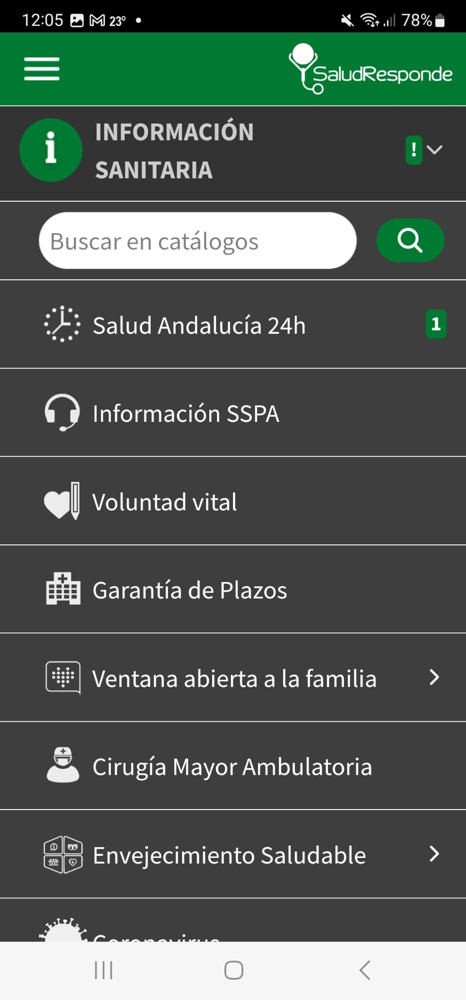 12:05 23° 78%
SaludResponde
INFORMACIÓN
SANITARIA
!
Buscar en catálogos
Salud Andalucía 24h 1
Información SSPA
Voluntad vital
Garantía de Plazos
Ventana abierta a la familia
Cirugía Mayor Ambulatoria
Envejecimiento Saludable
Coronavirus